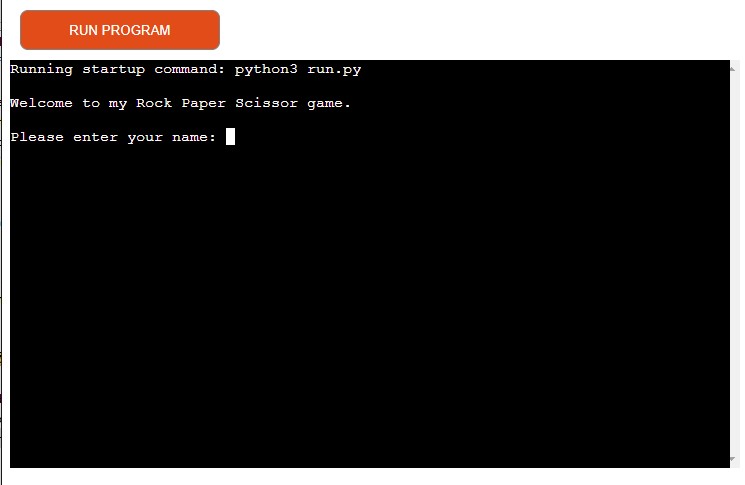 RUN PROGRAM
Running startup command: python3 run.py
Welcome to my Rock Paper Scissor game.
Please enter your name: